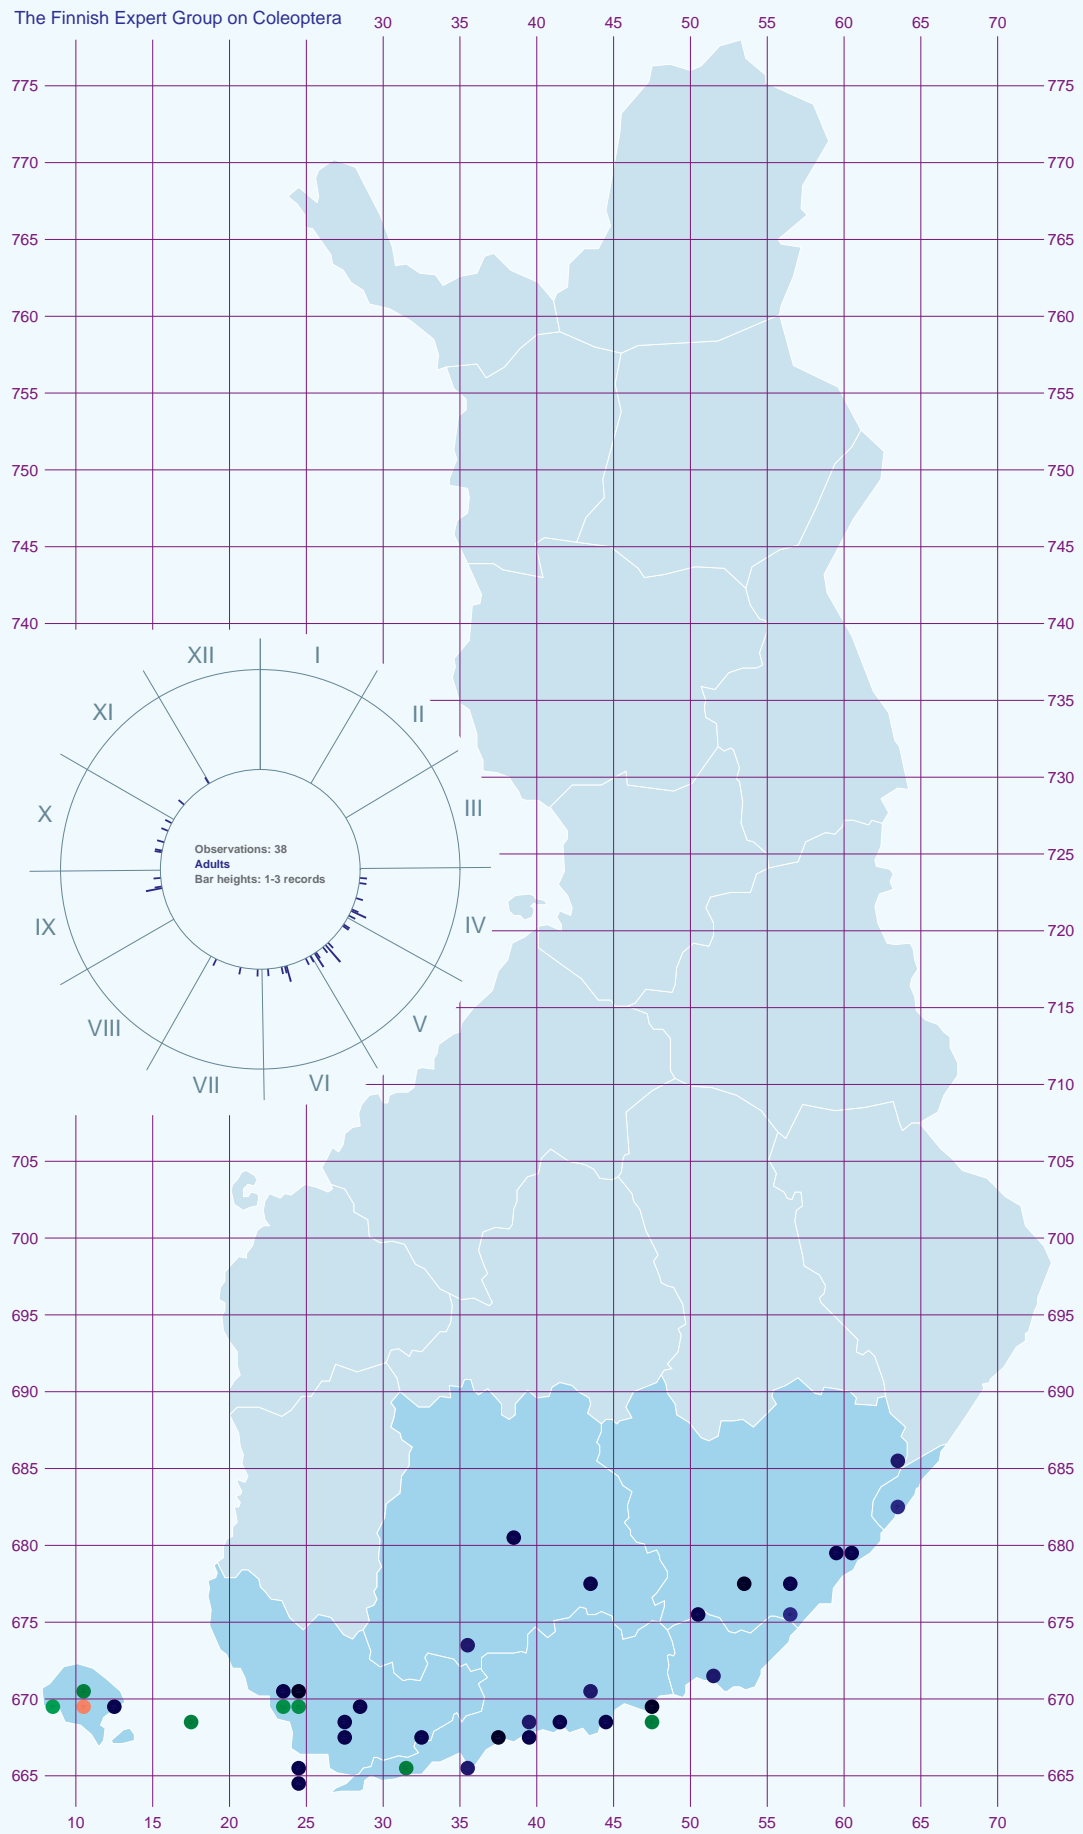 The Finnish Expert Group on Coleoptera
30 35 40 45 50 55 60 65 70
775 775
770 770
765 765
760 760
755 755
750 750
745 745
740 740
XII I
XI II
735
730
X III
725
Observations: 38
Adults
Bar heights: 1-3 records
IX IV
720
715
VIII V
VII VI
710
705 705
700 700
695 695
690 690
685 685
680 680
675 675
670 670
665 665
10 15 20 25 30 35 40 45 50 55 60 65 70